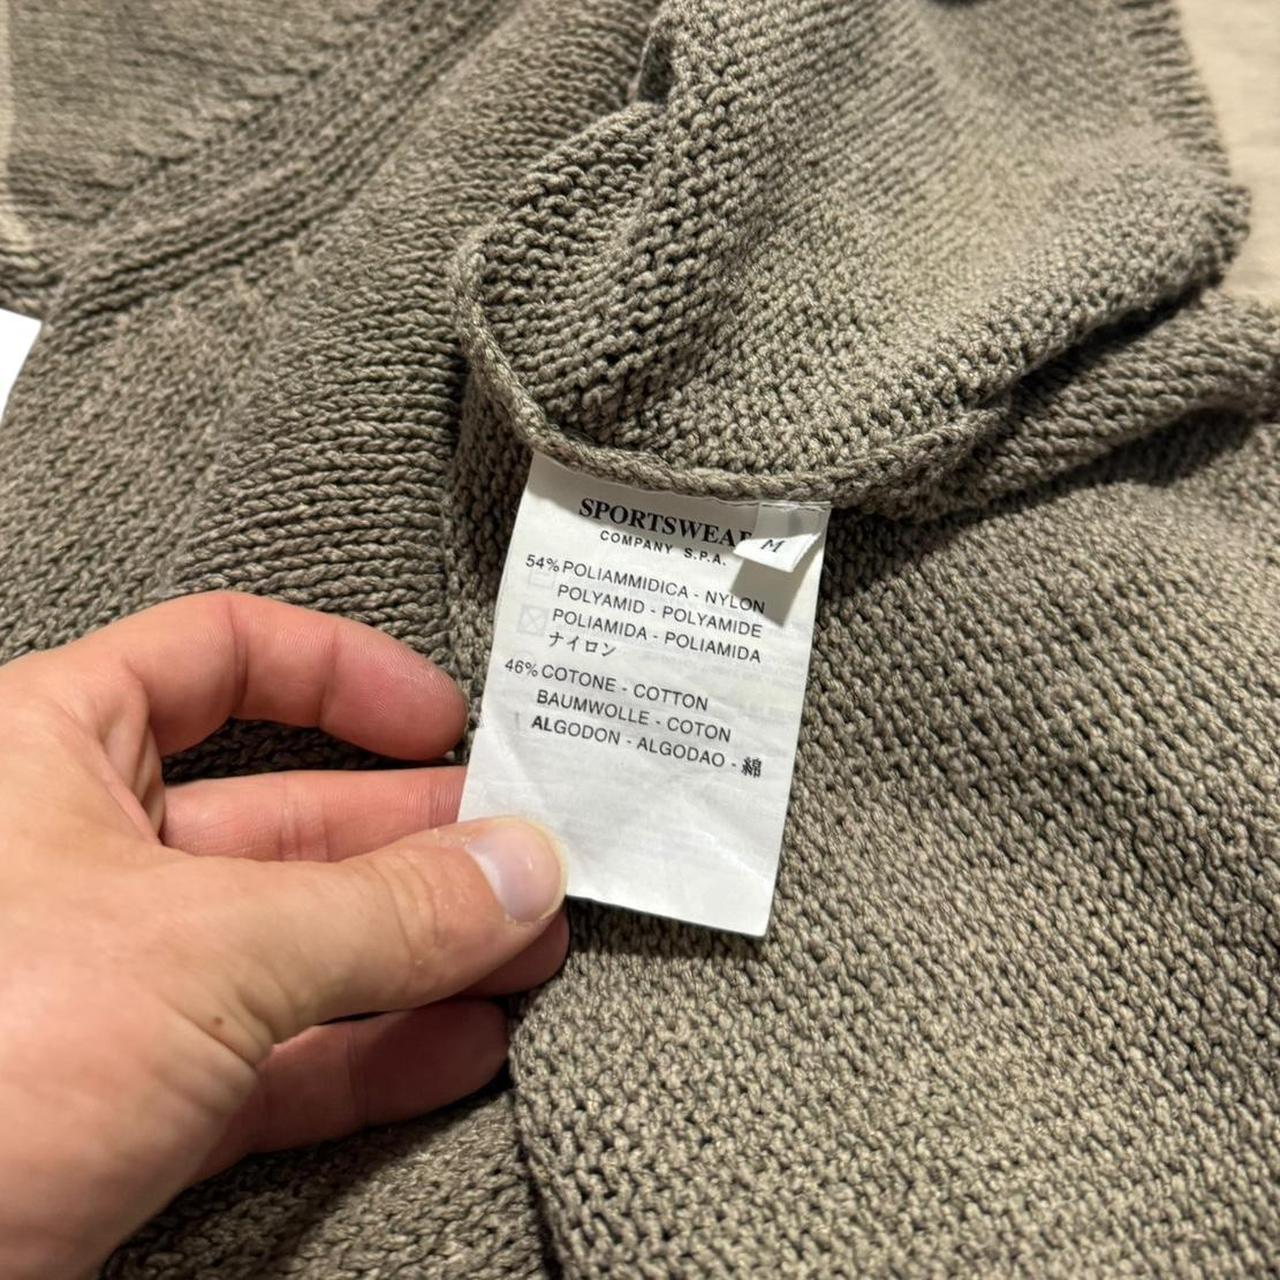 SPORTSWEAR
COMPANY S.P.A.
M
54% POLIAMMIDICA - NYLON
POLYAMID - POLYAMIDE
POLIAMIDA - POLIAMIDA
ナイロン
46% COTONE - COTTON
BAUMWOLLE - COTON
ALGODON - ALGODAO - 綿